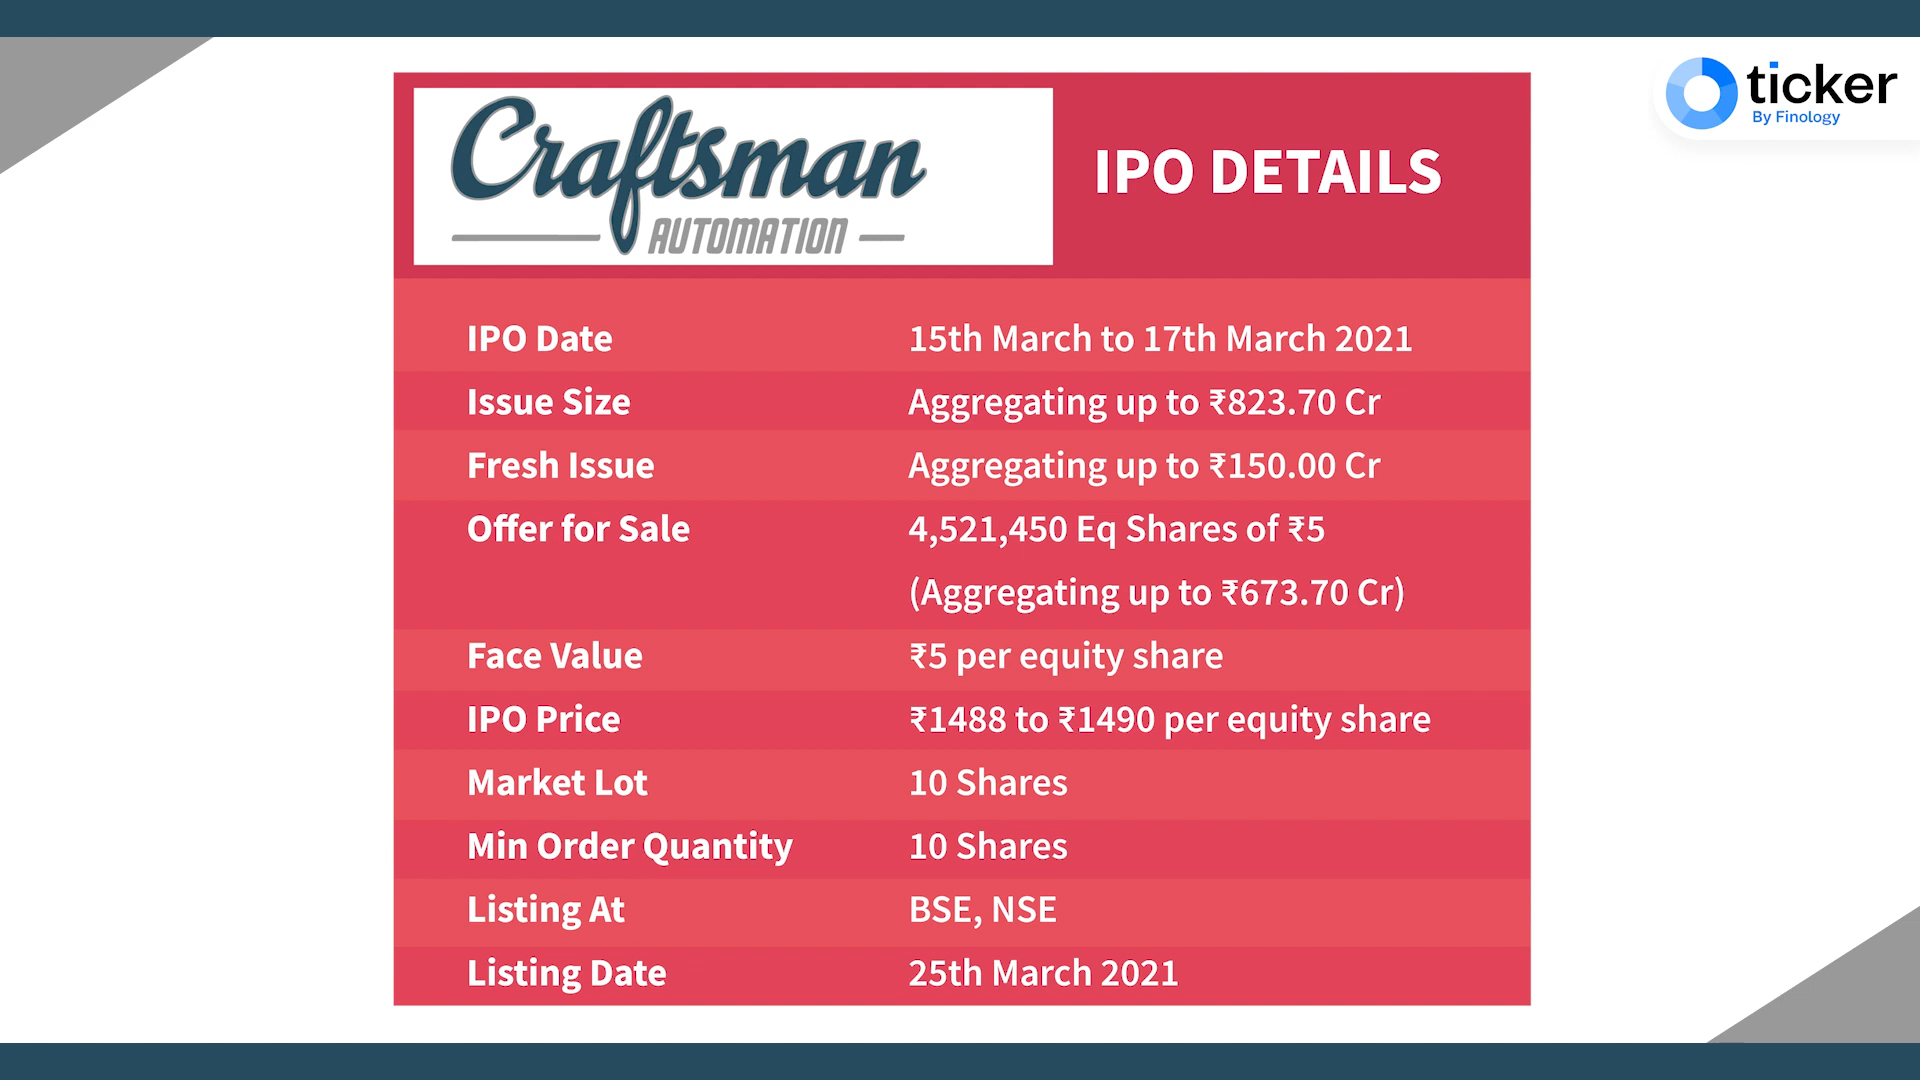 ticker
By Finology
Craftsman
AUTOMATION
IPO DETAILS
IPO Date 15th March to 17th March 2021
Issue Size Aggregating up to ₹823.70 Cr
Fresh Issue Aggregating up to ₹150.00 Cr
Offer for Sale 4,521,450 Eq Shares of ₹5
(Aggregating up to ₹673.70 Cr)
Face Value ₹5 per equity share
IPO Price ₹1488 to ₹1490 per equity share
Market Lot 10 Shares
Min Order Quantity 10 Shares
Listing At BSE, NSE
Listing Date 25th March 2021